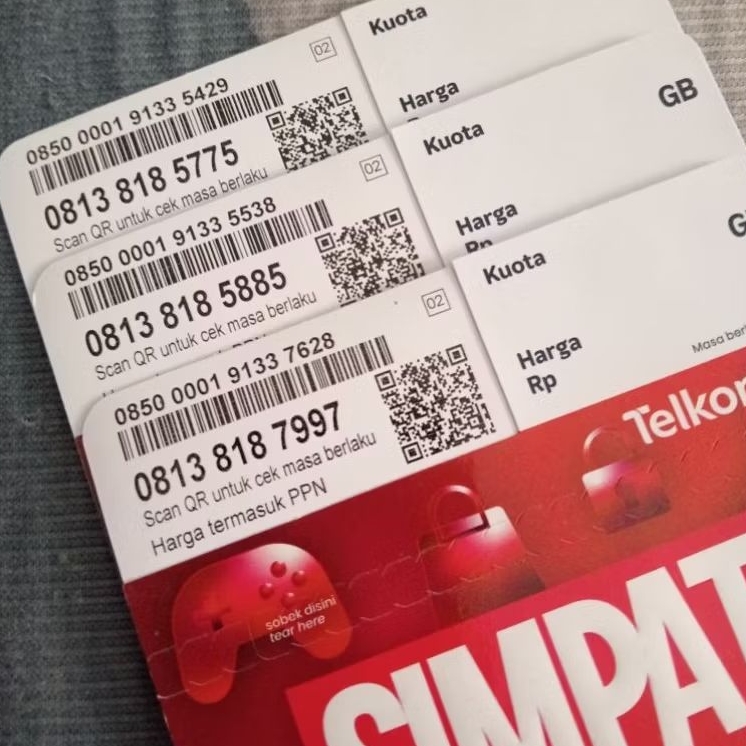 02
0850 0001 9133 5429
0813 818 5775
Scan QR untuk cek masa berlaku
Kuota
Harga
02
0850 0001 9133 5538
0813 818 5885
Scan QR untuk cek masa berlaku
Kuota
GB
Harga
Rp
02
0850 0001 9133 7628
0813 818 7997
Scan QR untuk cek masa berlaku
Harga termasuk PPN
Kuota
G
Harga
Rp
Masa ber
Telkom
sobek disini
tear here
SIMPAT